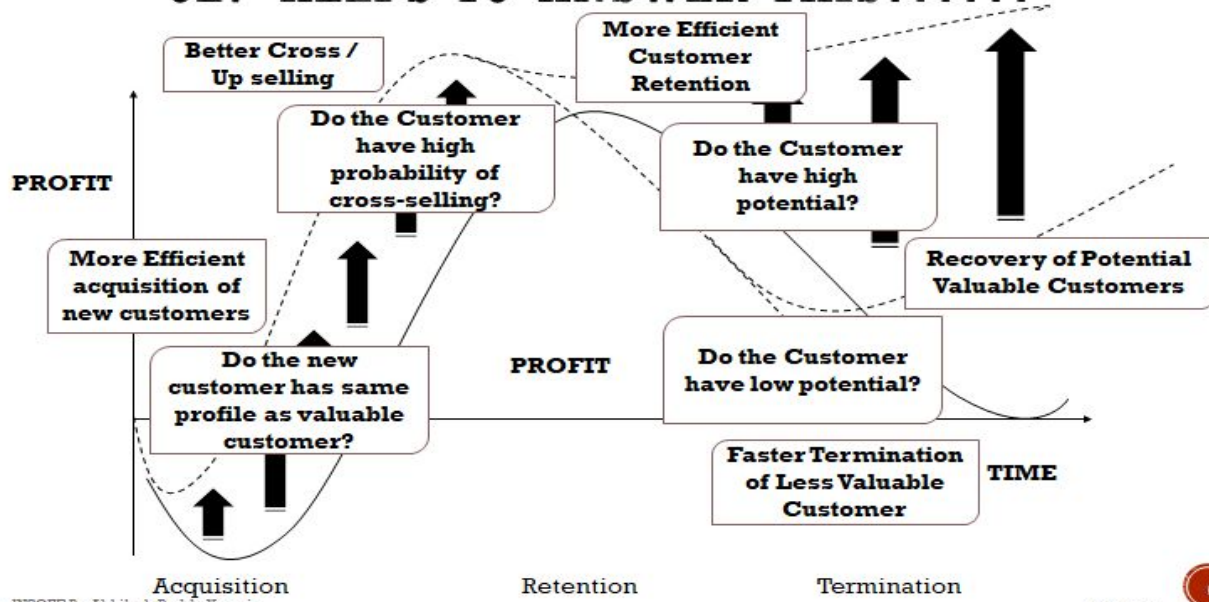 Better Cross /
Up selling
More Efficient
Customer
Retention
Do the Customer
have high
probability of
cross-selling?
Do the Customer
have high
potential?
PROFIT
More Efficient
acquisition of
new customers
Recovery of Potential
Valuable Customers
Do the new
customer has same
profile as valuable
customer?
PROFIT
Do the Customer
have low potential?
Faster Termination
of Less Valuable
Customer
TIME
Acquisition
Retention
Termination